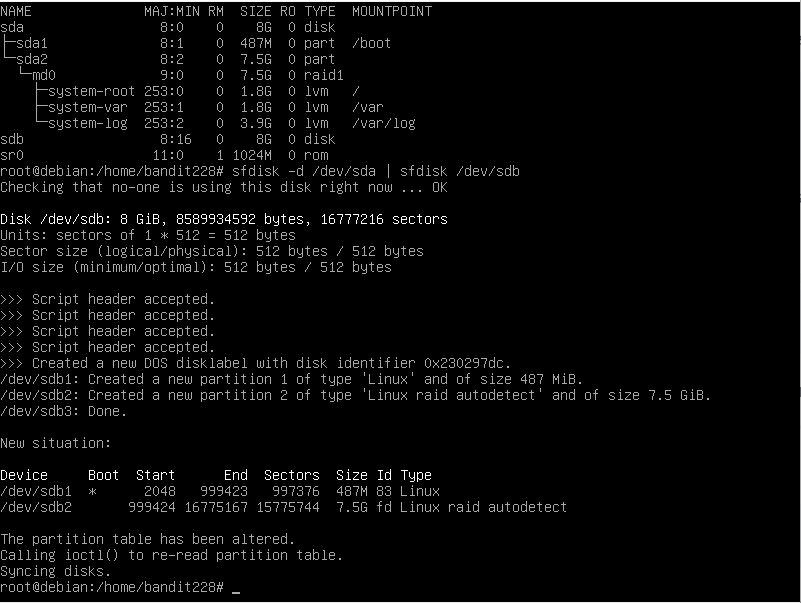 NAME MAJ:MIN RM SIZE RO TYPE MOUNTPOINT
sda 8:0 0 8G 0 disk
├─sda1 8:1 0 487M 0 part /boot
└─sda2 8:2 0 7.5G 0 part
└─md0 9:0 0 7.5G 0 raid1
├─system-root 253:0 0 1.8G 0 lvm /
├─system-var 253:1 0 1.8G 0 lvm /var
└─system-log 253:2 0 3.9G 0 lvm /var/log
sdb 8:16 0 8G 0 disk
sr0 11:0 1 1024M 0 rom
root@debian:/home/bandit228# sfdisk -d /dev/sda | sfdisk /dev/sdb
Checking that no-one is using this disk right now ... OK
Disk /dev/sdb: 8 GiB, 8589934592 bytes, 16777216 sectors
Units: sectors of 1 * 512 = 512 bytes
Sector size (logical/physical): 512 bytes / 512 bytes
I/O size (minimum/optimal): 512 bytes / 512 bytes
>>> Script header accepted.
>>> Script header accepted.
>>> Script header accepted.
>>> Script header accepted.
>>> Created a new DOS disklabel with disk identifier 0x230297dc.
/dev/sdb1: Created a new partition 1 of type 'Linux' and of size 487 MiB.
/dev/sdb2: Created a new partition 2 of type 'Linux raid autodetect' and of size 7.5 GiB.
/dev/sdb3: Done.
New situation:
Device Boot Start End Sectors Size Id Type
/dev/sdb1 * 2048 999423 997376 487M 83 Linux
/dev/sdb2 999424 16775167 15775744 7.5G fd Linux raid autodetect
The partition table has been altered.
Calling ioctl() to re-read partition table.
Syncing disks.
root@debian:/home/bandit228# _